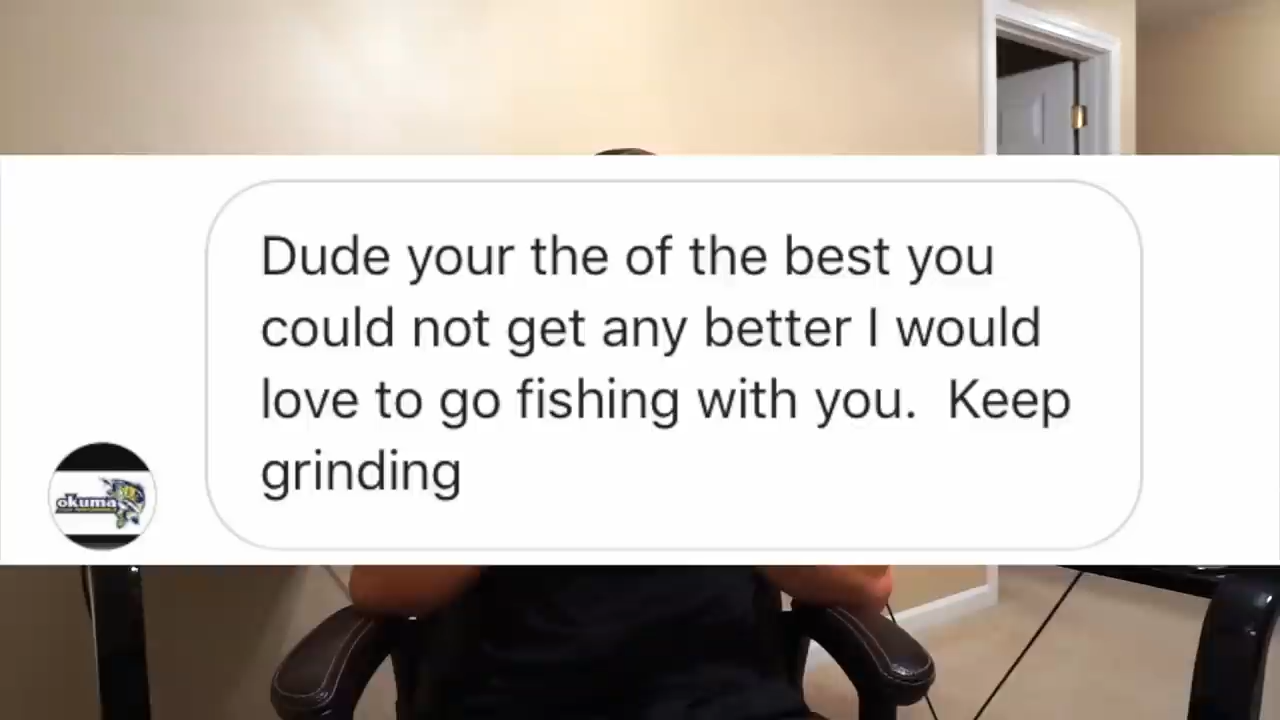 Dude your the of the best you
could not get any better I would
love to go fishing with you.  Keep
grinding
okuma